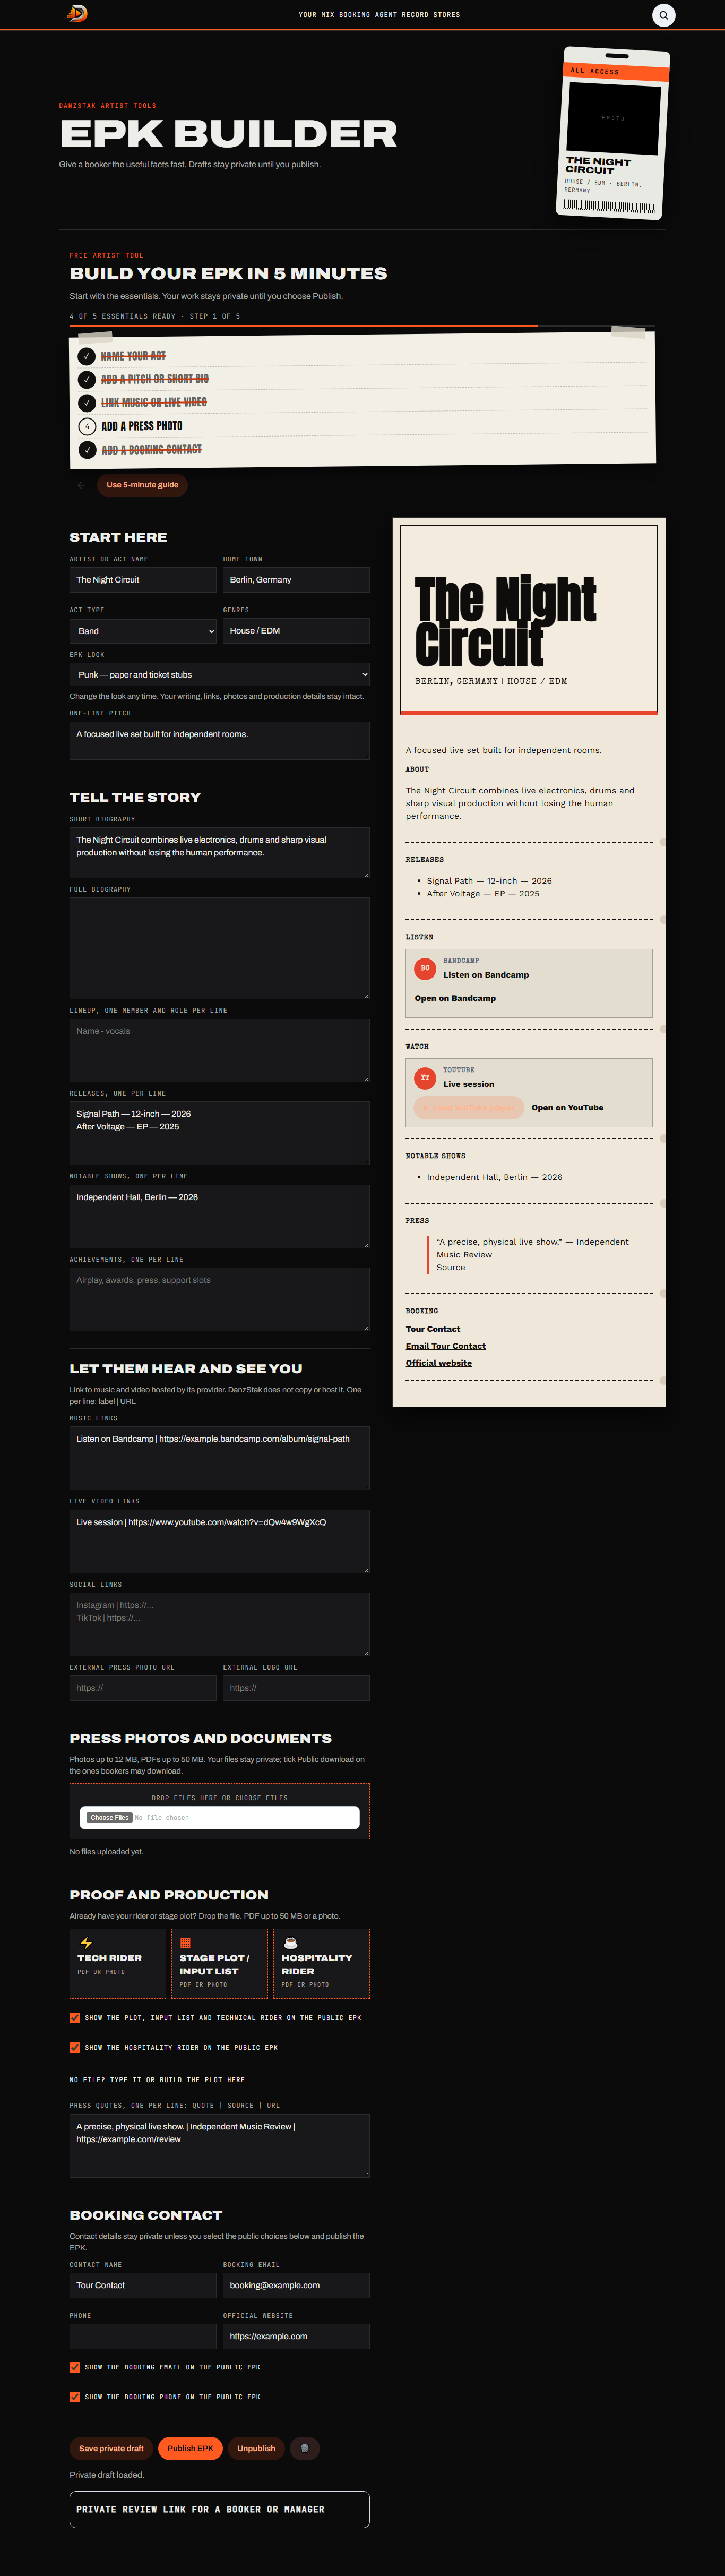 YOUR MIX BOOKING AGENT RECORD STORES
ALL ACCESS
PHOTO
THE NIGHT
CIRCUIT
HOUSE / EDM · BERLIN,
GERMANY
DANZSTAK ARTIST TOOLS
EPK BUILDER
Give a booker the useful facts fast. Drafts stay private until you publish.
FREE ARTIST TOOL
BUILD YOUR EPK IN 5 MINUTES
Start with the essentials. Your work stays private until you choose Publish.
4 OF 5 ESSENTIALS READY · STEP 1 OF 5
✓ NAME YOUR ACT
✓ ADD A PITCH OR SHORT BIO
✓ LINK MUSIC OR LIVE VIDEO
4 ADD A PRESS PHOTO
✓ ADD A BOOKING CONTACT
← Use 5-minute guide
START HERE
ARTIST OR ACT NAME HOME TOWN
The Night Circuit Berlin, Germany
ACT TYPE GENRES
Band House / EDM
EPK LOOK
Punk — paper and ticket stubs
Change the look any time. Your writing, links, photos and production details stay intact.
ONE-LINE PITCH
A focused live set built for independent rooms.
TELL THE STORY
SHORT BIOGRAPHY
The Night Circuit combines live electronics, drums and sharp visual
production without losing the human performance.
FULL BIOGRAPHY
LINEUP, ONE MEMBER AND ROLE PER LINE
Name - vocals
RELEASES, ONE PER LINE
Signal Path — 12-inch — 2026
After Voltage — EP — 2025
NOTABLE SHOWS, ONE PER LINE
Independent Hall, Berlin — 2026
ACHIEVEMENTS, ONE PER LINE
Airplay, awards, press, support slots
LET THEM HEAR AND SEE YOU
Link to music and video hosted by its provider. DanzStak does not copy or host it. One
per line: label | URL
MUSIC LINKS
Listen on Bandcamp | https://example.bandcamp.com/album/signal-path
LIVE VIDEO LINKS
Live session | https://www.youtube.com/watch?v=dQw4w9WgXcQ
SOCIAL LINKS
Instagram | https://...
TikTok | https://...
EXTERNAL PRESS PHOTO URL EXTERNAL LOGO URL
https:// https://
PRESS PHOTOS AND DOCUMENTS
Photos up to 12 MB, PDFs up to 50 MB. Your files stay private; tick Public download on
the ones bookers may download.
DROP FILES HERE OR CHOOSE FILES
Choose Files No file chosen
No files uploaded yet.
PROOF AND PRODUCTION
Already have your rider or stage plot? Drop the file. PDF up to 50 MB or a photo.
TECH RIDER
PDF OR PHOTO
STAGE PLOT /
INPUT LIST
PDF OR PHOTO
HOSPITALITY
RIDER
PDF OR PHOTO
SHOW THE PLOT, INPUT LIST AND TECHNICAL RIDER ON THE PUBLIC EPK
SHOW THE HOSPITALITY RIDER ON THE PUBLIC EPK
NO FILE? TYPE IT OR BUILD THE PLOT HERE
PRESS QUOTES, ONE PER LINE: QUOTE | SOURCE | URL
A precise, physical live show. | Independent Music Review |
https://example.com/review
BOOKING CONTACT
Contact details stay private unless you select the public choices below and publish the
EPK.
CONTACT NAME BOOKING EMAIL
Tour Contact booking@example.com
PHONE OFFICIAL WEBSITE
https://example.com
SHOW THE BOOKING EMAIL ON THE PUBLIC EPK
SHOW THE BOOKING PHONE ON THE PUBLIC EPK
Save private draft Publish EPK Unpublish
Private draft loaded.
PRIVATE REVIEW LINK FOR A BOOKER OR MANAGER
The Night
Circuit
BERLIN, GERMANY | HOUSE / EDM
A focused live set built for independent rooms.
ABOUT
The Night Circuit combines live electronics, drums and
sharp visual production without losing the human
performance.
RELEASES
• Signal Path — 12-inch — 2026
• After Voltage — EP — 2025
LISTEN
BC
BANDCAMP
Listen on Bandcamp
Open on Bandcamp
WATCH
YT
YOUTUBE
Live session
Load YouTube player Open on YouTube
NOTABLE SHOWS
• Independent Hall, Berlin — 2026
PRESS
“A precise, physical live show.” — Independent
Music Review
Source
BOOKING
Tour Contact
Email Tour Contact
Official website